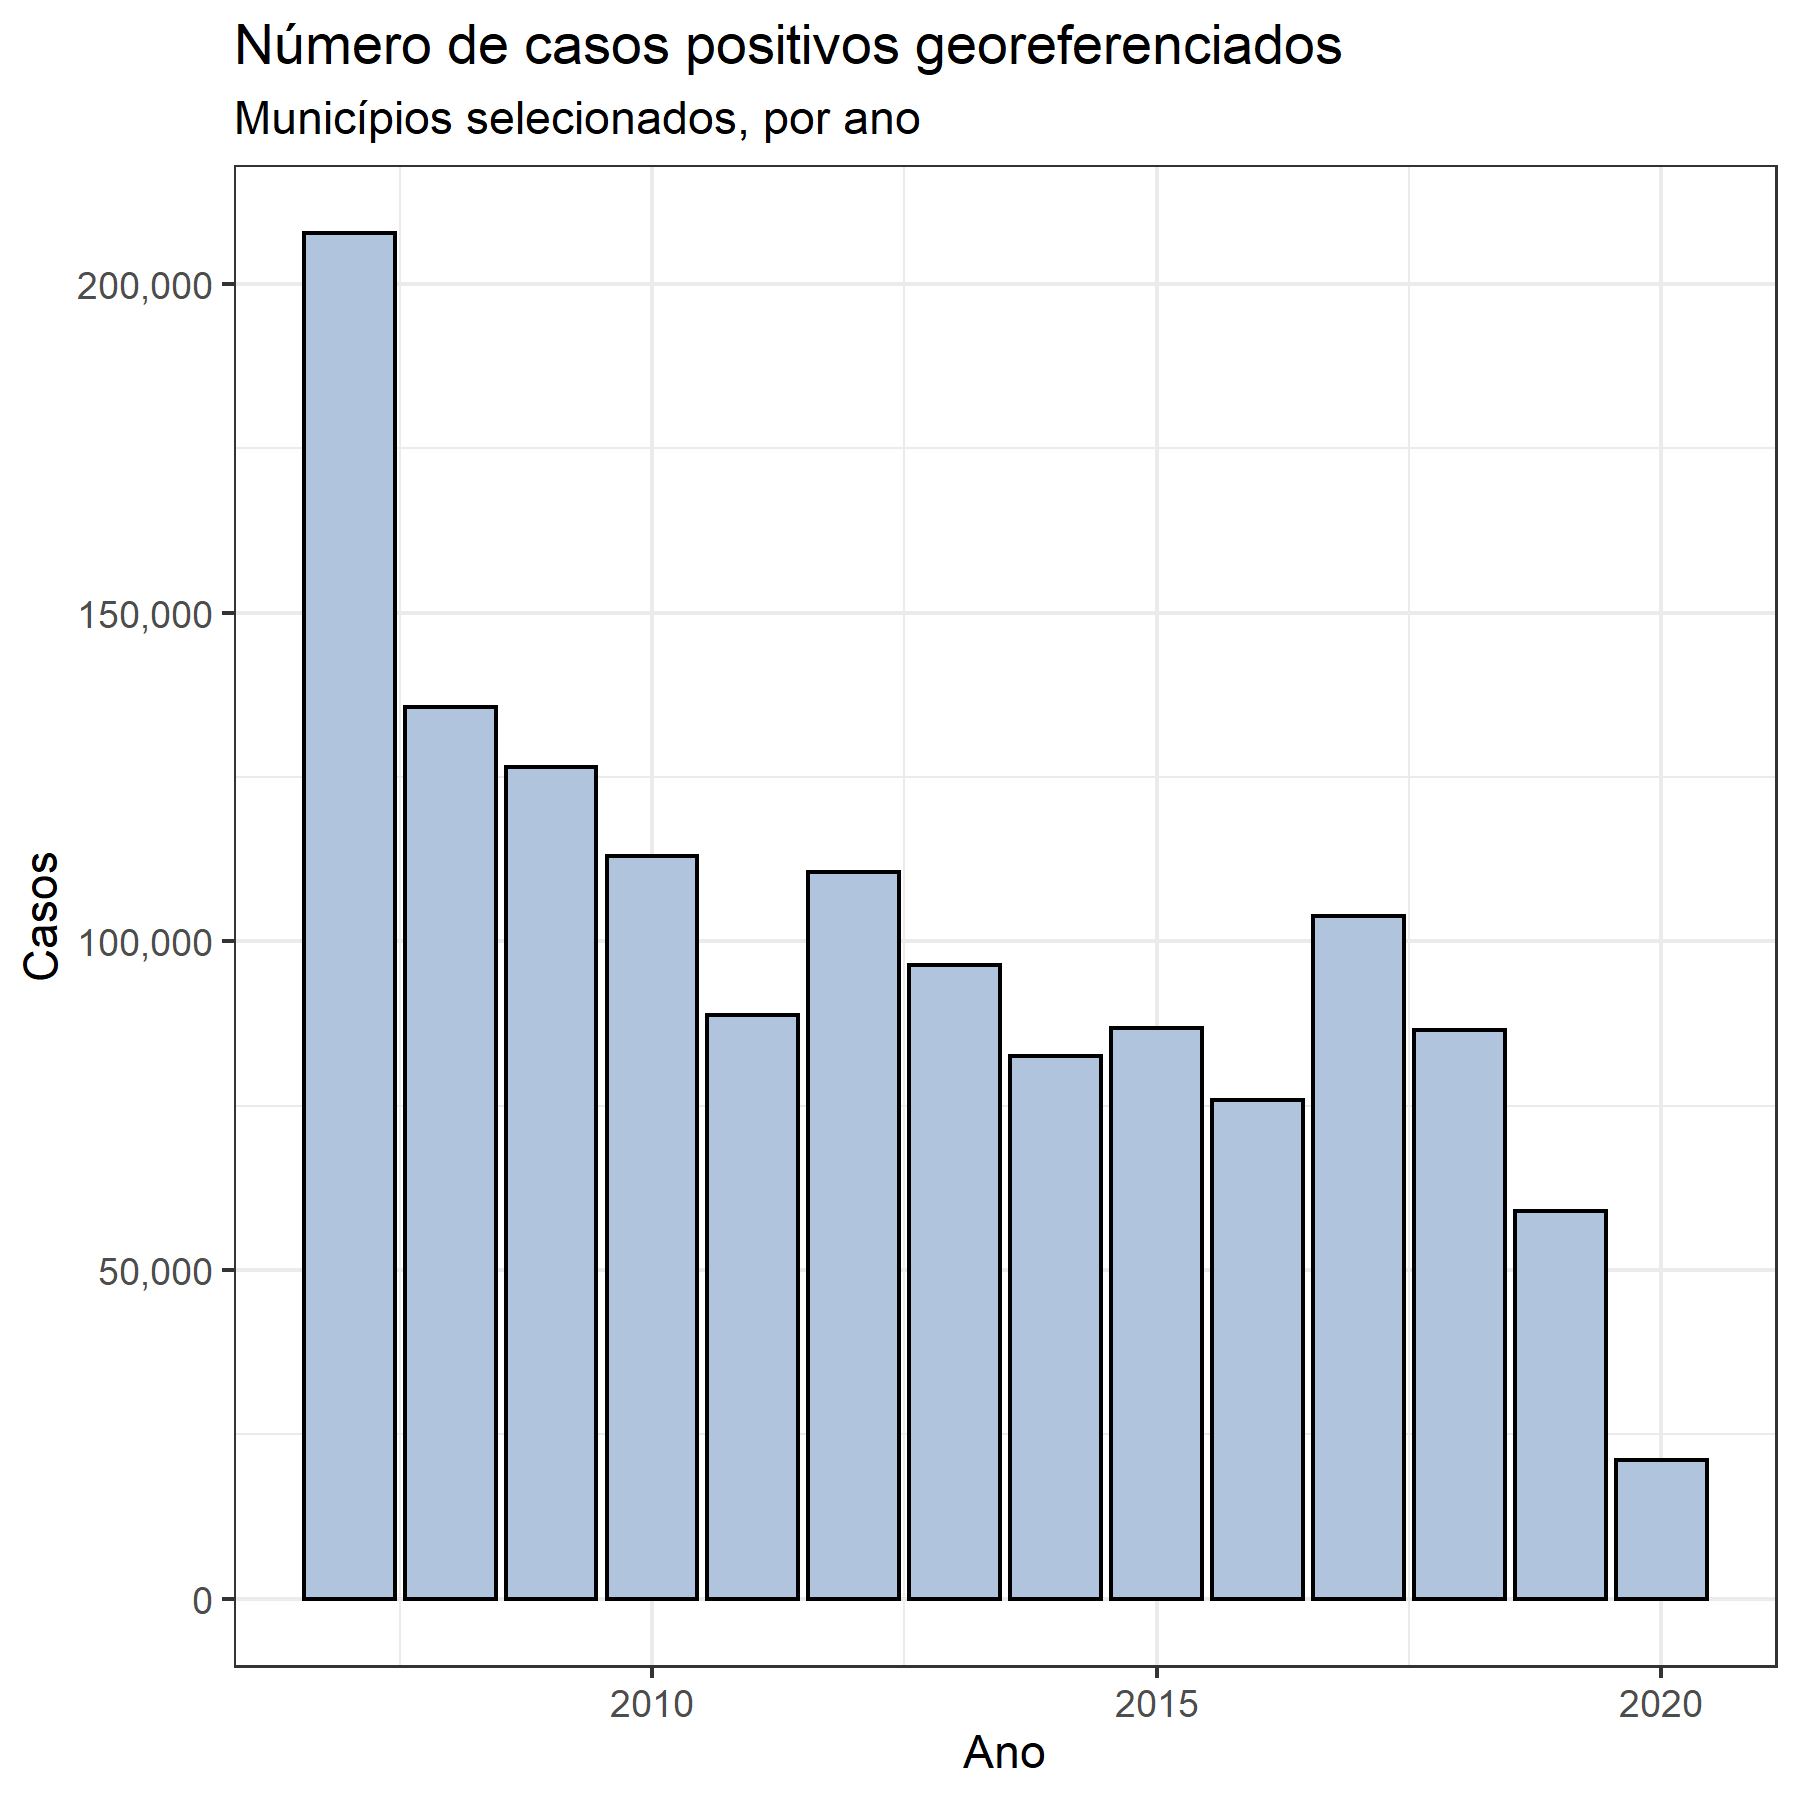 Número de casos positivos georeferenciados
Municípios selecionados, por ano
200,000
150,000
100,000
50,000
0
Casos
2010
2015
2020
Ano